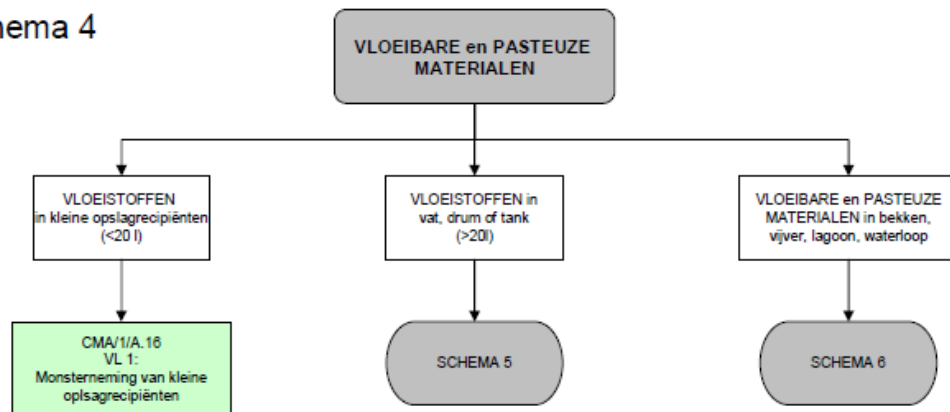 hema 4
VLOEIBARE en PASTEUZE
MATERIALEN
VLOEISTOFFEN
in kleine opslagrecipiënten
(<20 l)
VLOEISTOFFEN in
vat, drum of tank
(>20l)
VLOEIBARE en PASTEUZE
MATERIALEN in bekken,
vijver, lagoon, waterloop
CMA/1/A.16
VL 1:
Monsterneming van kleine
oplsagrecipiënten
SCHEMA 5
SCHEMA 6